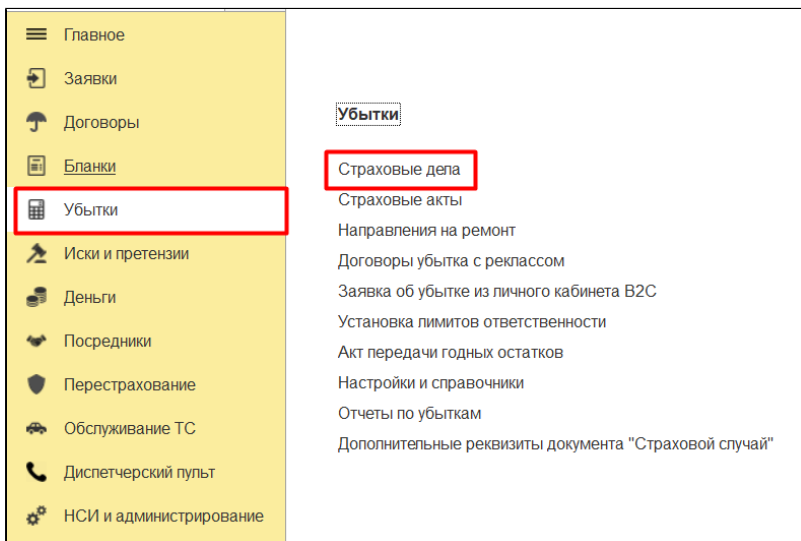 Главное
Заявки
Договоры
Бланки
Убытки
Иски и претензии
Деньги
Посредники
Перестрахование
Обслуживание ТС
Диспетчерский пульт
НСИ и администрирование
Убытки
Страховые дела
Страховые акты
Направления на ремонт
Договоры убытка с реклассом
Заявка об убытке из личного кабинета B2C
Установка лимитов ответственности
Акт передачи годных остатков
Настройки и справочники
Отчеты по убыткам
Дополнительные реквизиты документа "Страховой случай"